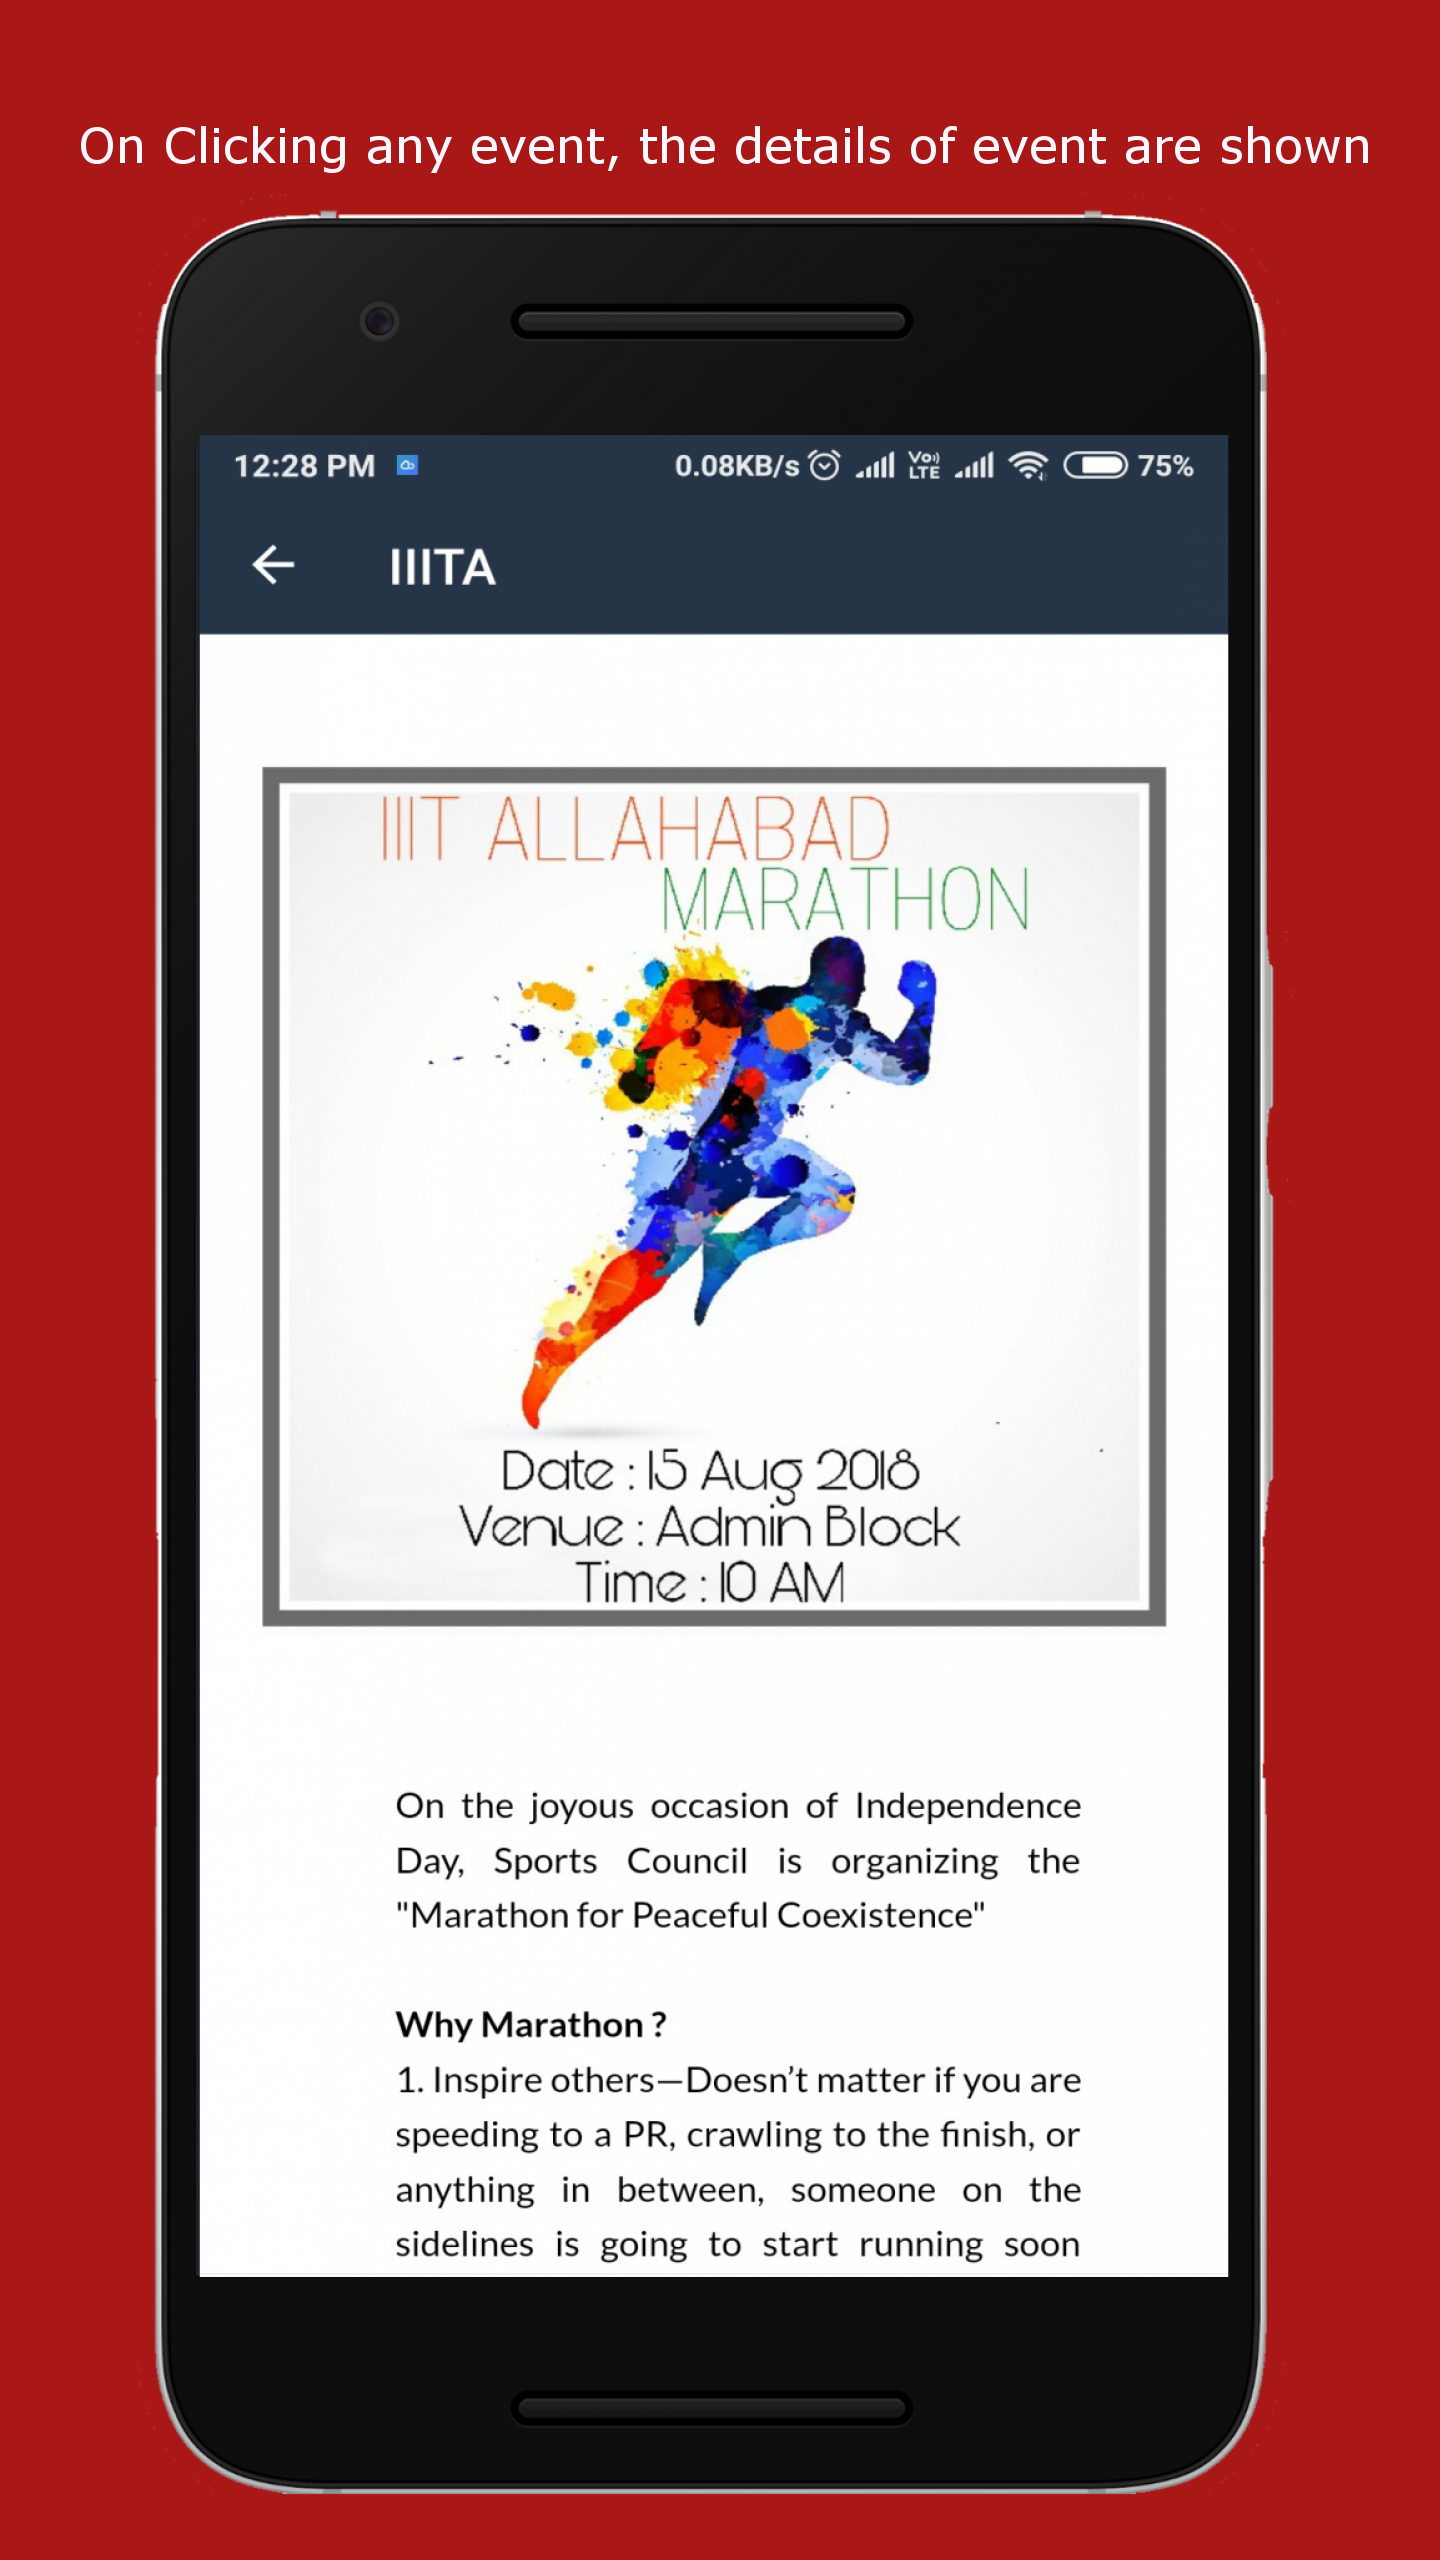 On Clicking any event, the details of event are shown
12:28 PM 0.08KB/s Vo)) LTE 75%
IIITA
IIIT ALLAHABAD
MARATHON
Date : 15 Aug 2018
Venue : Admin Block
Time : 10 AM
On the joyous occasion of Independence
Day, Sports Council is organizing the
"Marathon for Peaceful Coexistence"
Why Marathon ?
1. Inspire others—Doesn’t matter if you are
speeding to a PR, crawling to the finish, or
anything in between, someone on the
sidelines is going to start running soon